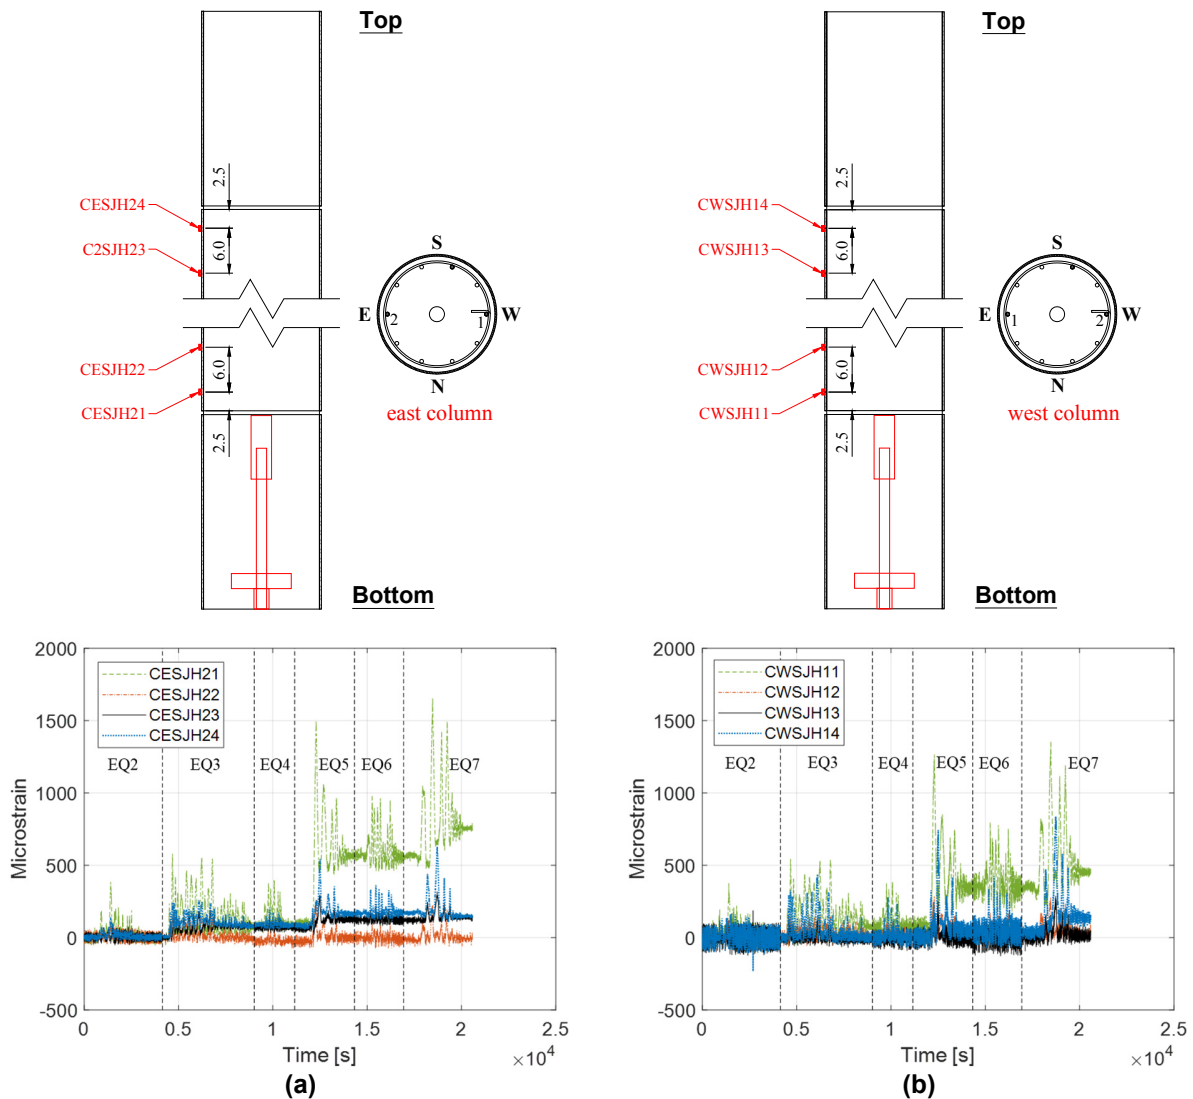 Top
2.5
CESJH24
6.0
C2SJH23
S
E
2
1
W
CESJH22
6.0
CESJH21
N
east column
2.5
Bottom
Top
2.5
CWSJH14
6.0
CWSJH13
S
E
1
2
W
CWSJH12
6.0
CWSJH11
N
west column
2.5
Bottom
2000
1500
1000
500
0
-500
Microstrain
CESJH21
CESJH22
CESJH23
CESJH24
EQ2
EQ3
EQ4
EQ5
EQ6
EQ7
0
0.5
1
1.5
2
2.5
Time [s]
×10⁴
(a)
2000
1500
1000
500
0
-500
Microstrain
CWSJH11
CWSJH12
CWSJH13
CWSJH14
EQ2
EQ3
EQ4
EQ5
EQ6
EQ7
0
0.5
1
1.5
2
2.5
Time [s]
×10⁴
(b)